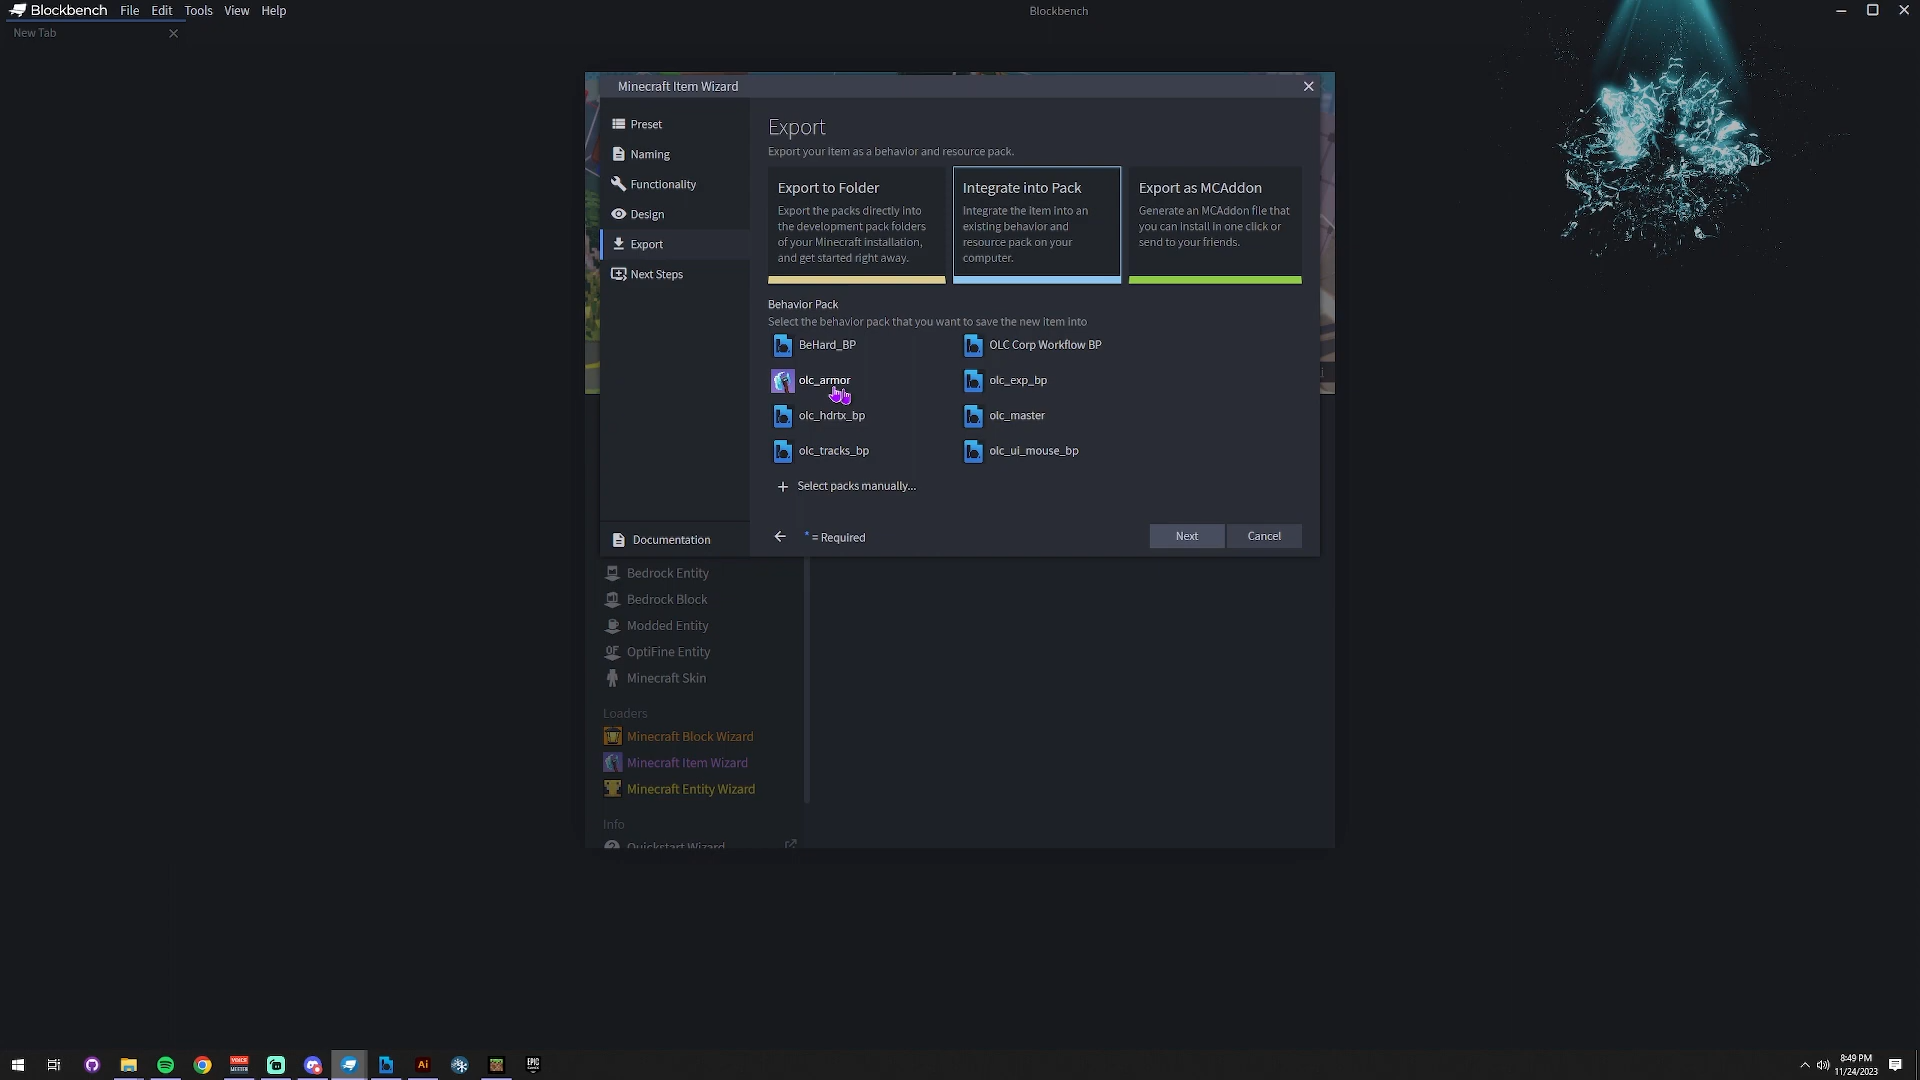 Blockbench File Edit Tools View Help
Blockbench
New Tab
Minecraft Item Wizard
Preset
Naming
Functionality
Design
Export
Next Steps
Documentation
Export
Export your item as a behavior and resource pack.
Export to Folder
Export the packs directly into
the development pack folders
of your Minecraft installation,
and get started right away.
Integrate into Pack
Integrate the item into an
existing behavior and
resource pack on your
computer.
Export as MCAddon
Generate an MCAddon file that
you can install in one click or
send to your friends.
Behavior Pack
Select the behavior pack that you want to save the new item into
BeHard_BP
OLC Corp Workflow BP
olc_armor
olc_exp_bp
olc_hdrtx_bp
olc_master
olc_tracks_bp
olc_ui_mouse_bp
Select packs manually...
* = Required
Next
Cancel
Bedrock Entity
Bedrock Block
Modded Entity
OptiFine Entity
Minecraft Skin
Loaders
Minecraft Block Wizard
Minecraft Item Wizard
Minecraft Entity Wizard
Info
Quickstart Wizard
VOICE
MEETER
Ai
EPIC
GAMES
8:49 PM
11/24/2023